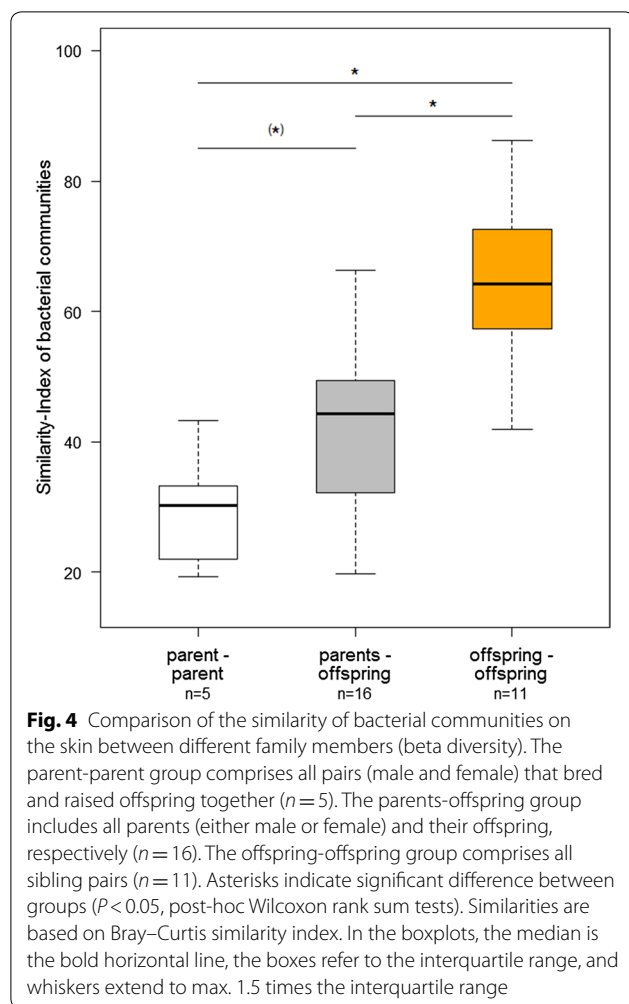 100
80
60
40
20
Similarity-Index of bacterial communities
*
*
(*)
parent -
parent
n=5
parents -
offspring
n=16
offspring -
offspring
n=11
Fig. 4 Comparison of the similarity of bacterial communities on
the skin between different family members (beta diversity). The
parent-parent group comprises all pairs (male and female) that bred
and raised offspring together (n = 5). The parents-offspring group
includes all parents (either male or female) and their offspring,
respectively (n = 16). The offspring-offspring group comprises all
sibling pairs (n = 11). Asterisks indicate significant difference between
groups (P < 0.05, post-hoc Wilcoxon rank sum tests). Similarities are
based on Bray–Curtis similarity index. In the boxplots, the median is
the bold horizontal line, the boxes refer to the interquartile range, and
whiskers extend to max. 1.5 times the interquartile range